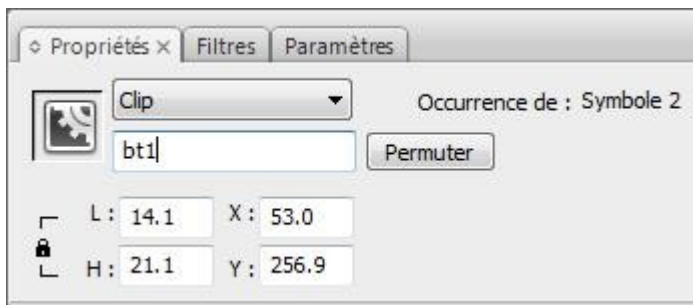 Propriétés × Filtres Paramètres
Clip Occurrence de : Symbole 2
bt1 Permuter
L : 14.1 X : 53.0
H : 21.1 Y : 256.9